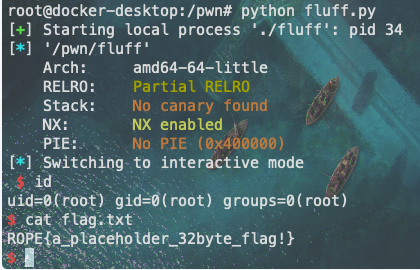 root@docker-desktop:/pwn# python fluff.py
[+] Starting local process './fluff': pid 34
[*] '/pwn/fluff'
Arch: amd64-64-little
RELRO: Partial RELRO
Stack: No canary found
NX: NX enabled
PIE: No PIE (0x400000)
[*] Switching to interactive mode
$ id
uid=0(root) gid=0(root) groups=0(root)
$ cat flag.txt
ROPE{a_placeholder_32byte_flag!}
$